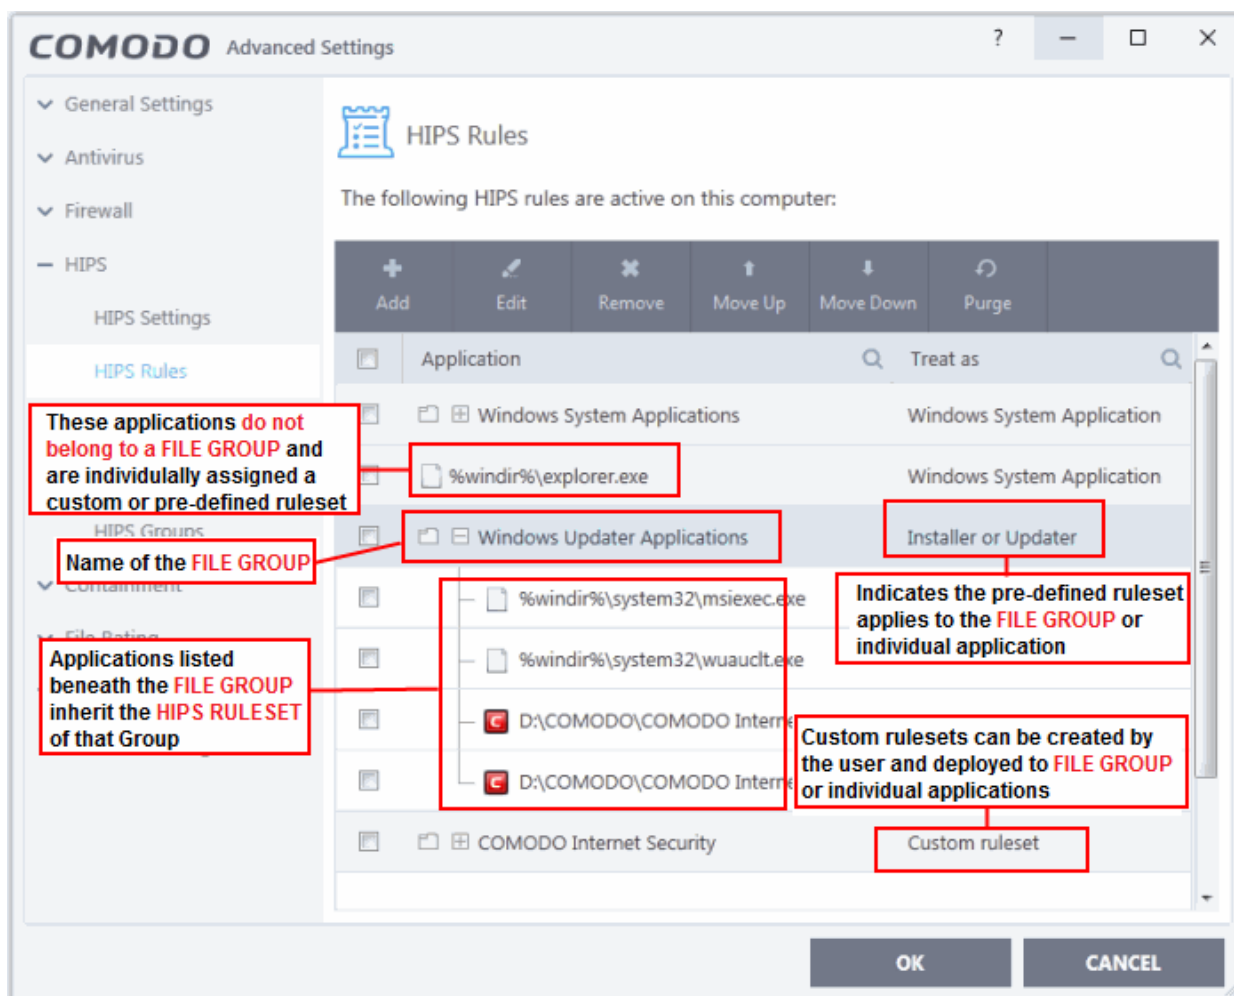 COMODO Advanced Settings
?
General Settings
Antivirus
Firewall
HIPS
HIPS Settings
HIPS Rules
HIPS Groups
Containment
File Rating
HIPS Rules
The following HIPS rules are active on this computer:
Add Edit Remove Move Up Move Down Purge
Application Treat as
Windows System Applications Windows System Application
%windir%\explorer.exe Windows System Application
Windows Updater Applications Installer or Updater
%windir%\system32\msiexec.exe
%windir%\system32\wuauclt.exe
D:\COMODO\COMODO Interne
D:\COMODO\COMODO Interne
COMODO Internet Security Custom ruleset
These applications do not
belong to a FILE GROUP and
are individulally assigned a
custom or pre-defined ruleset
Name of the FILE GROUP
Applications listed
beneath the FILE GROUP
inherit the HIPS RULESET
of that Group
Indicates the pre-defined ruleset
applies to the FILE GROUP or
individual application
Custom rulesets can be created by
the user and deployed to FILE GROUP
or individual applications
OK CANCEL